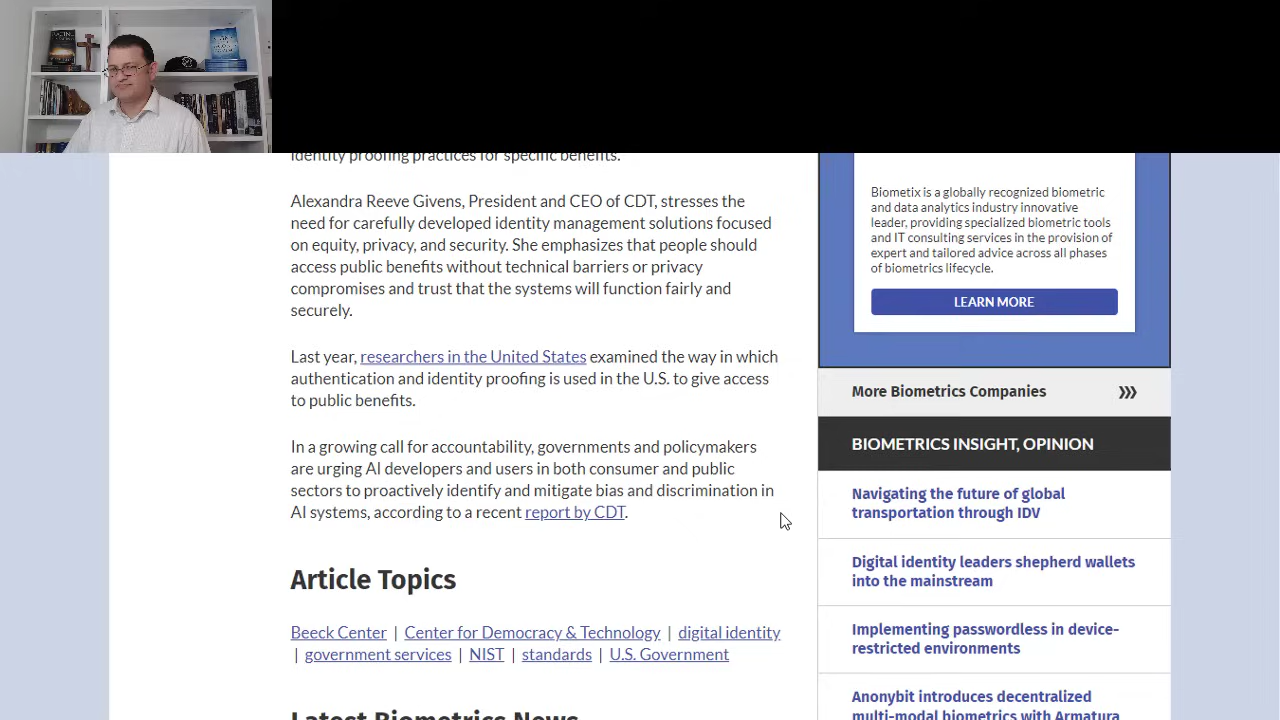 identity proofing practices for specific benefits.
Alexandra Reeve Givens, President and CEO of CDT, stresses the
need for carefully developed identity management solutions focused
on equity, privacy, and security. She emphasizes that people should
access public benefits without technical barriers or privacy
compromises and trust that the systems will function fairly and
securely.
Last year, researchers in the United States examined the way in which
authentication and identity proofing is used in the U.S. to give access
to public benefits.
In a growing call for accountability, governments and policymakers
are urging AI developers and users in both consumer and public
sectors to proactively identify and mitigate bias and discrimination in
AI systems, according to a recent report by CDT.
Article Topics
Beeck Center | Center for Democracy & Technology | digital identity
| government services | NIST | standards | U.S. Government
Latest Biometrics News
Biometix is a globally recognized biometric
and data analytics industry innovative
leader, providing specialized biometric tools
and IT consulting services in the provision of
expert and tailored advice across all phases
of biometrics lifecycle.
LEARN MORE
More Biometrics Companies
BIOMETRICS INSIGHT, OPINION
Navigating the future of global
transportation through IDV
Digital identity leaders shepherd wallets
into the mainstream
Implementing passwordless in device-
restricted environments
Anonybit introduces decentralized
multi-modal biometrics with Armatura